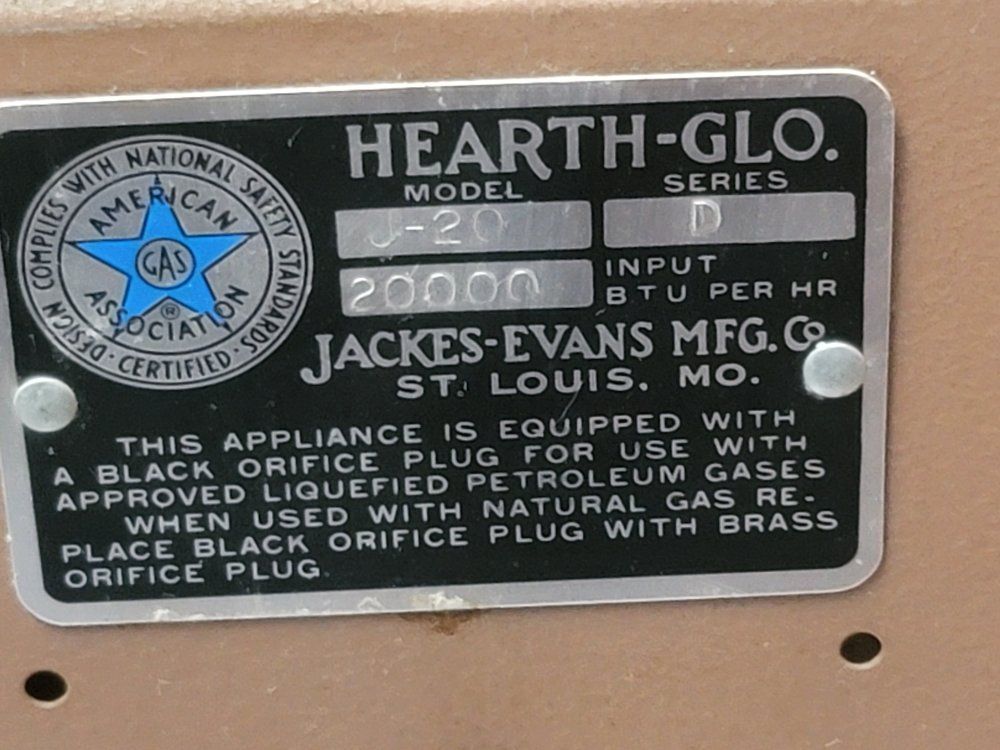 DESIGN COMPLIES WITH NATIONAL SAFETY STANDARDS
· CERTIFIED ·
AMERICAN
GAS
ASSOCIATION
®
HEARTH-GLO.
MODEL SERIES
J-20 D
20000 INPUT
BTU PER HR
JACKES-EVANS MFG. Co
ST. LOUIS. MO.
THIS APPLIANCE IS EQUIPPED WITH
A BLACK ORIFICE PLUG FOR USE WITH
APPROVED LIQUEFIED PETROLEUM GASES
WHEN USED WITH NATURAL GAS RE-
PLACE BLACK ORIFICE PLUG WITH BRASS
ORIFICE PLUG.